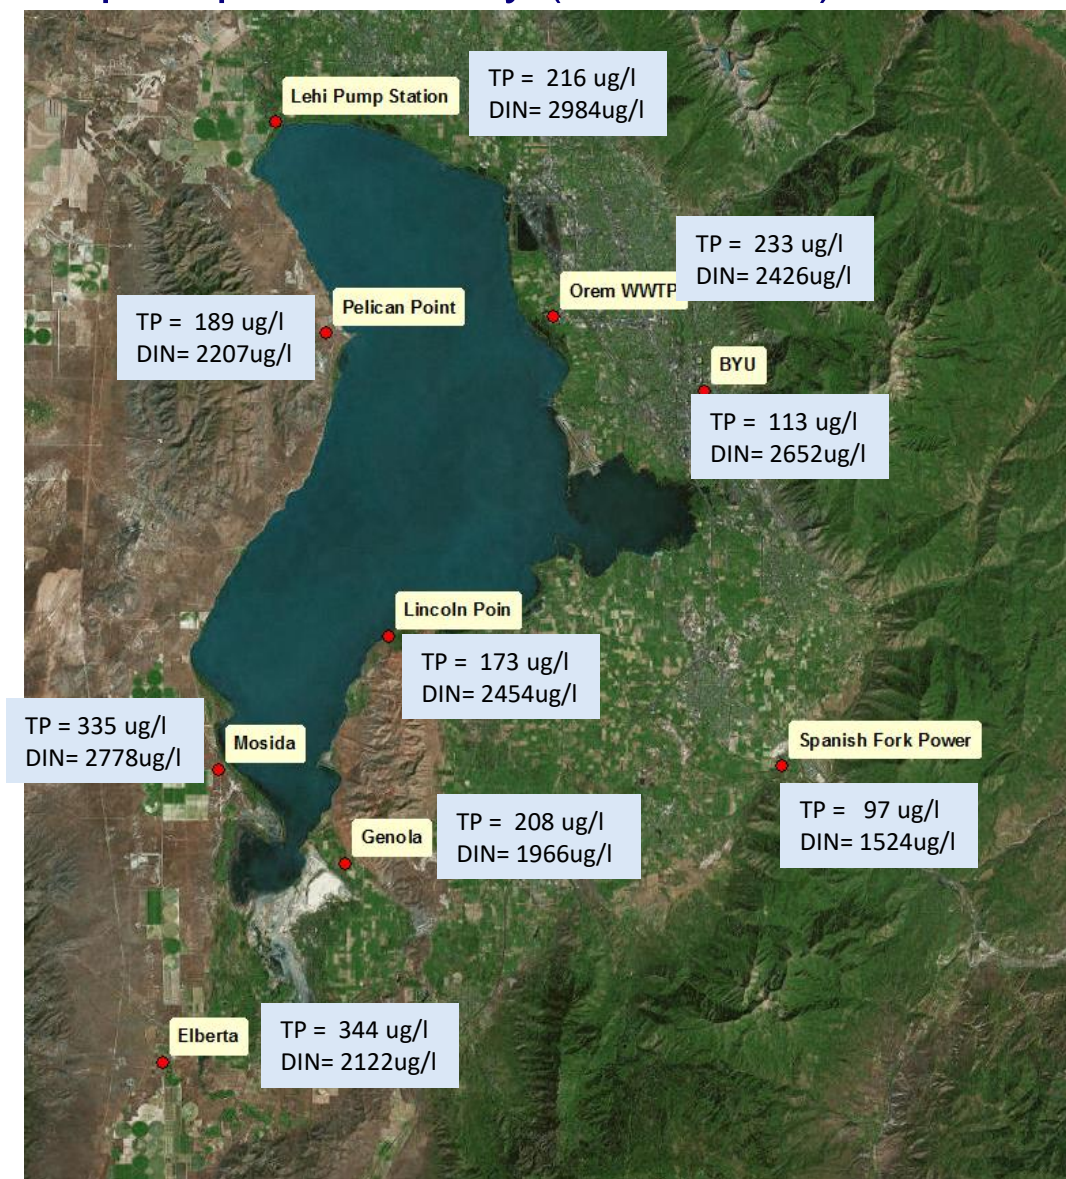 Lehi Pump Station
TP = 216 ug/l
DIN= 2984ug/l
TP = 233 ug/l
DIN= 2426ug/l
Orem WWTP
Pelican Point
TP = 189 ug/l
DIN= 2207ug/l
BYU
TP = 113 ug/l
DIN= 2652ug/l
Lincoln Poin
TP = 173 ug/l
DIN= 2454ug/l
TP = 335 ug/l
DIN= 2778ug/l
Mosida
Spanish Fork Power
TP = 97 ug/l
DIN= 1524ug/l
Genola
TP = 208 ug/l
DIN= 1966ug/l
Elberta
TP = 344 ug/l
DIN= 2122ug/l